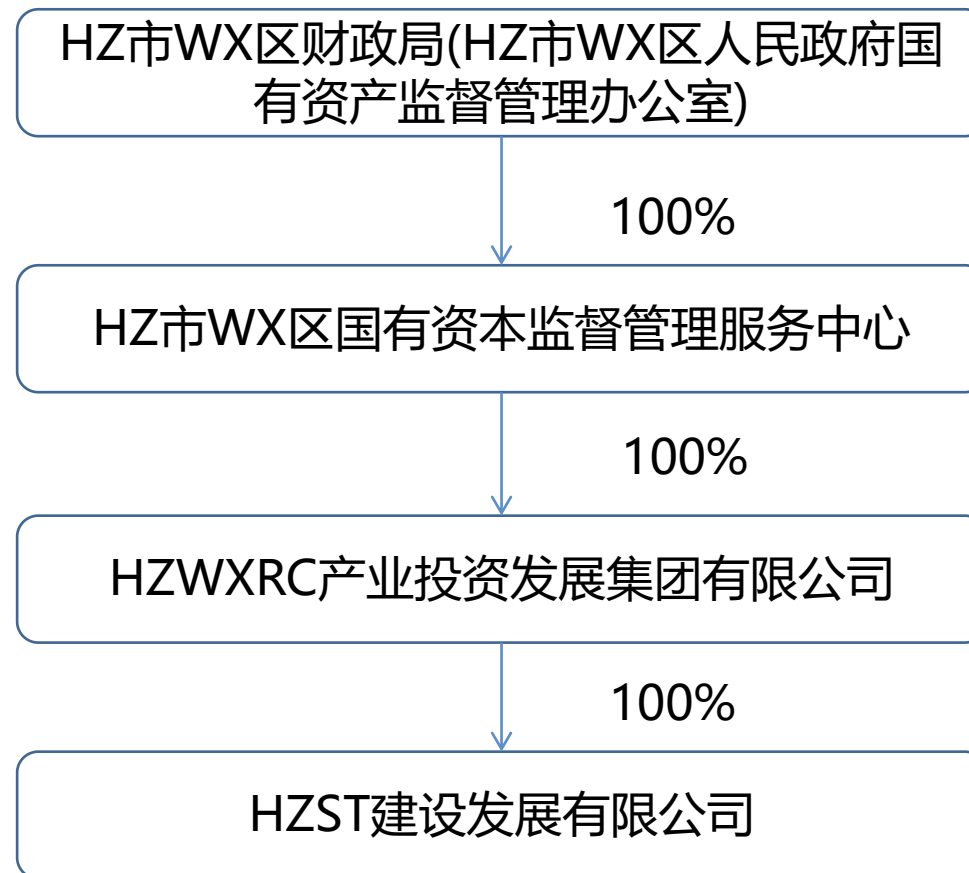 HZ市WX区财政局(HZ市WX区人民政府国
有资产监督管理办公室)
100%
HZ市WX区国有资本监督管理服务中心
100%
HZWXRC产业投资发展集团有限公司
100%
HZST建设发展有限公司